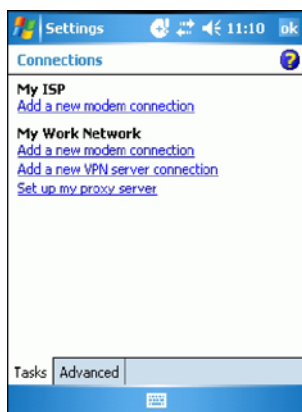 Settings 11:10 ok
Connections
My ISP
Add a new modem connection
My Work Network
Add a new modem connection
Add a new VPN server connection
Set up my proxy server
Tasks Advanced